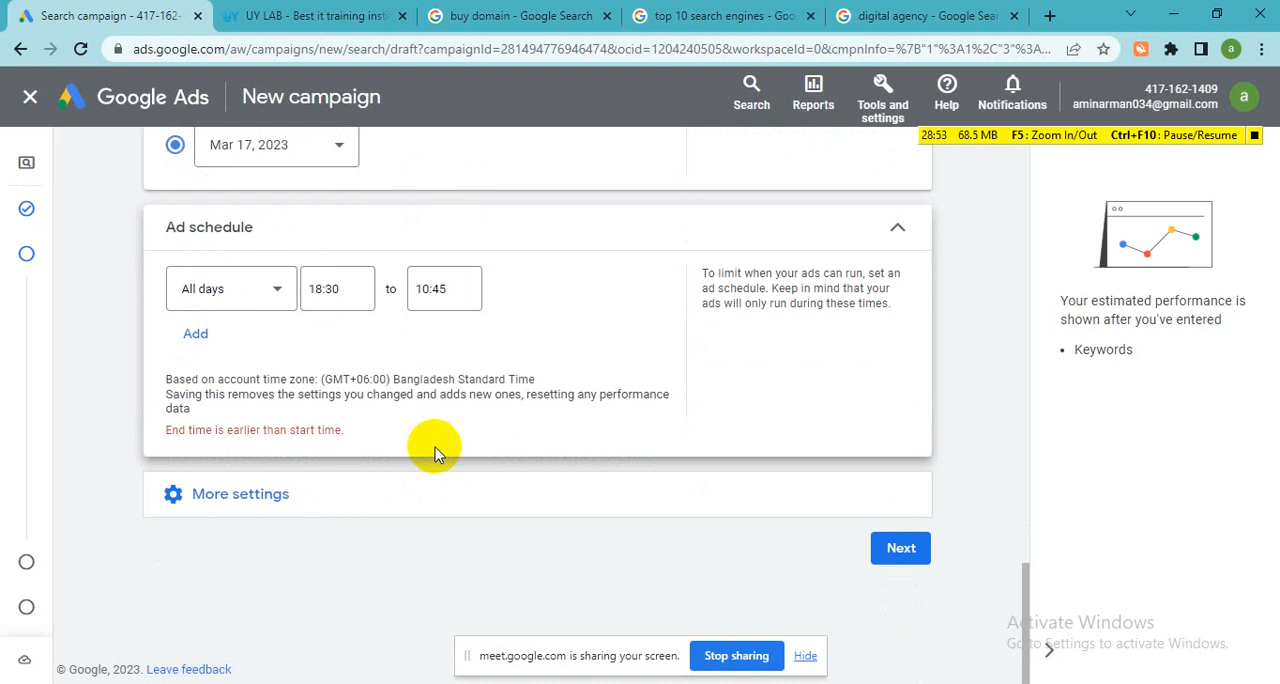 Search campaign - 417-162-
UY LAB - Best it training insti
buy domain - Google Search
top 10 search engines - Goo
digital agency - Google Sear
ads.google.com/aw/campaigns/new/search/draft?campaignId=281494776946474&ocid=1204240505&workspaceId=0&cmpnInfo=%7B"1"%3A1%2C"3"%3A...
a
Google Ads
New campaign
Search
Reports
Tools and settings
Help
Notifications
417-162-1409
aminarman034@gmail.com
a
28:53 68.5 MB F5: Zoom In/Out Ctrl+F10: Pause/Resume
Mar 17, 2023
Ad schedule
All days
18:30
to
10:45
To limit when your ads can run, set an
ad schedule. Keep in mind that your
ads will only run during these times.
Add
Based on account time zone: (GMT+06:00) Bangladesh Standard Time
Saving this removes the settings you changed and adds new ones, resetting any performance
data
End time is earlier than start time.
More settings
Next
Your estimated performance is
shown after you've entered
• Keywords
Activate Windows
Go to Settings to activate Windows.
meet.google.com is sharing your screen.
Stop sharing
Hide
© Google, 2023. Leave feedback